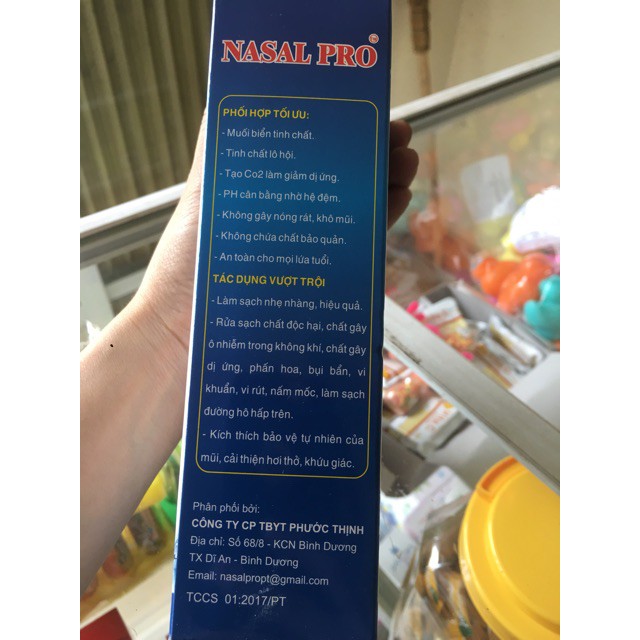 NASAL PRO
PHỐI HỢP TỐI ƯU:
- Muối biển tinh chất.
- Tinh chất lô hội.
- Tạo Co2 làm giảm dị ứng.
- PH cân bằng nhờ hệ đệm.
- Không gây nóng rát, khô mũi.
- Không chứa chất bảo quản.
- An toàn cho mọi lứa tuổi.
TÁC DỤNG VƯỢT TRỘI
- Làm sạch nhẹ nhàng, hiệu quả.
- Rửa sạch chất độc hại, chất gây
ô nhiễm trong không khí, chất gây
dị ứng, phấn hoa, bụi bẩn, vi
khuẩn, vi rút, nấm mốc, làm sạch
đường hô hấp trên.
- Kích thích bảo vệ tự nhiên của
mũi, cải thiện hơi thở, khứu giác.
Phân phối bởi:
CÔNG TY CP TBYT PHƯỚC THỊNH
Địa chỉ: Số 68/8 - KCN Bình Dương
TX Dĩ An - Bình Dương
Email: nasalpropt@gmail.com
TCCS 01:2017/PT